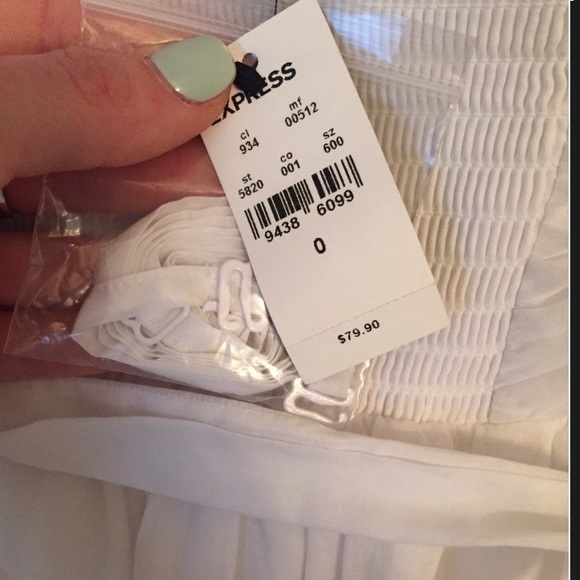 EXPRESS
cl mf
934 00512
st co sz
5820 001 600
9438 6099
0
$79.90